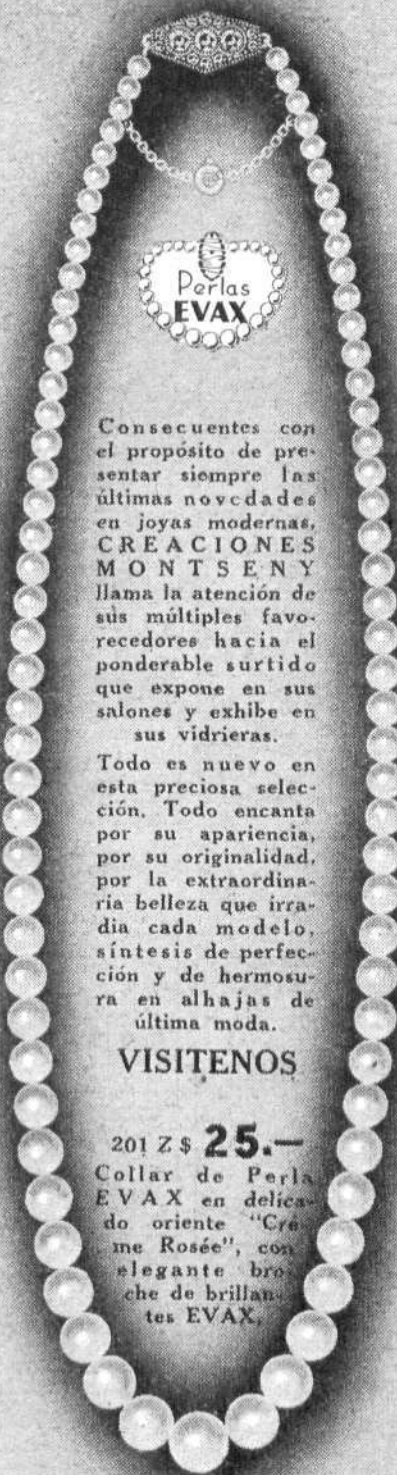 Perlas
EVAX
Consecuentes con
el propósito de pre-
sentar siempre las
últimas novedades
en joyas modernas,
CREACIONES
MONTSENY
llama la atención de
sus múltiples favo-
recedores hacia el
ponderable surtido
que expone en sus
salones y exhibe en
sus vidrieras.
Todo es nuevo en
esta preciosa selec-
ción. Todo encanta
por su apariencia,
por su originalidad,
por la extraordina-
ria belleza que irra-
dia cada modelo,
síntesis de perfec-
ción y de hermosu-
ra en alhajas de
última moda.
VISITENOS
201 Z $ 25.—
Collar de Perla
EVAX en delica-
do oriente "Crè
me Rosée", con
elegante bro-
che de brillan-
tes EVAX.